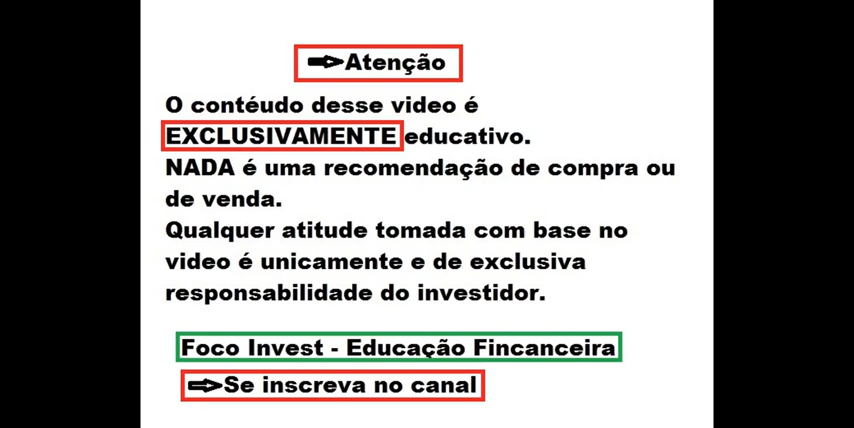 Atenção
O contéudo desse video é
EXCLUSIVAMENTE educativo.
NADA é uma recomendação de compra ou
de venda.
Qualquer atitude tomada com base no
video é unicamente e de exclusiva
responsabilidade do investidor.
Foco Invest - Educação Fincanceira
Se inscreva no canal